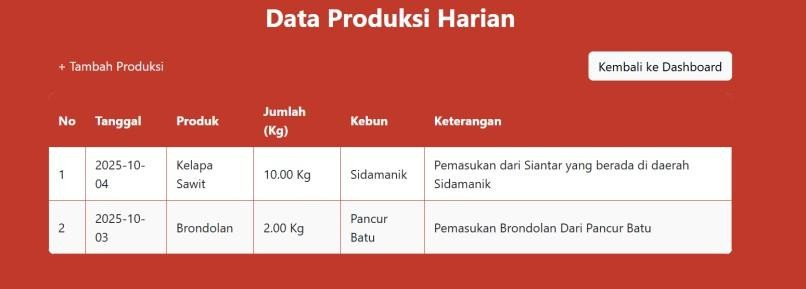 Data Produksi Harian
+ Tambah Produksi
Kembali ke Dashboard
No Tanggal Produk Jumlah (Kg) Kebun Keterangan
1 2025-10-04 Kelapa Sawit 10.00 Kg Sidamanik Pemasukan dari Siantar yang berada di daerah Sidamanik
2 2025-10-03 Brondolan 2.00 Kg Pancur Batu Pemasukan Brondolan Dari Pancur Batu